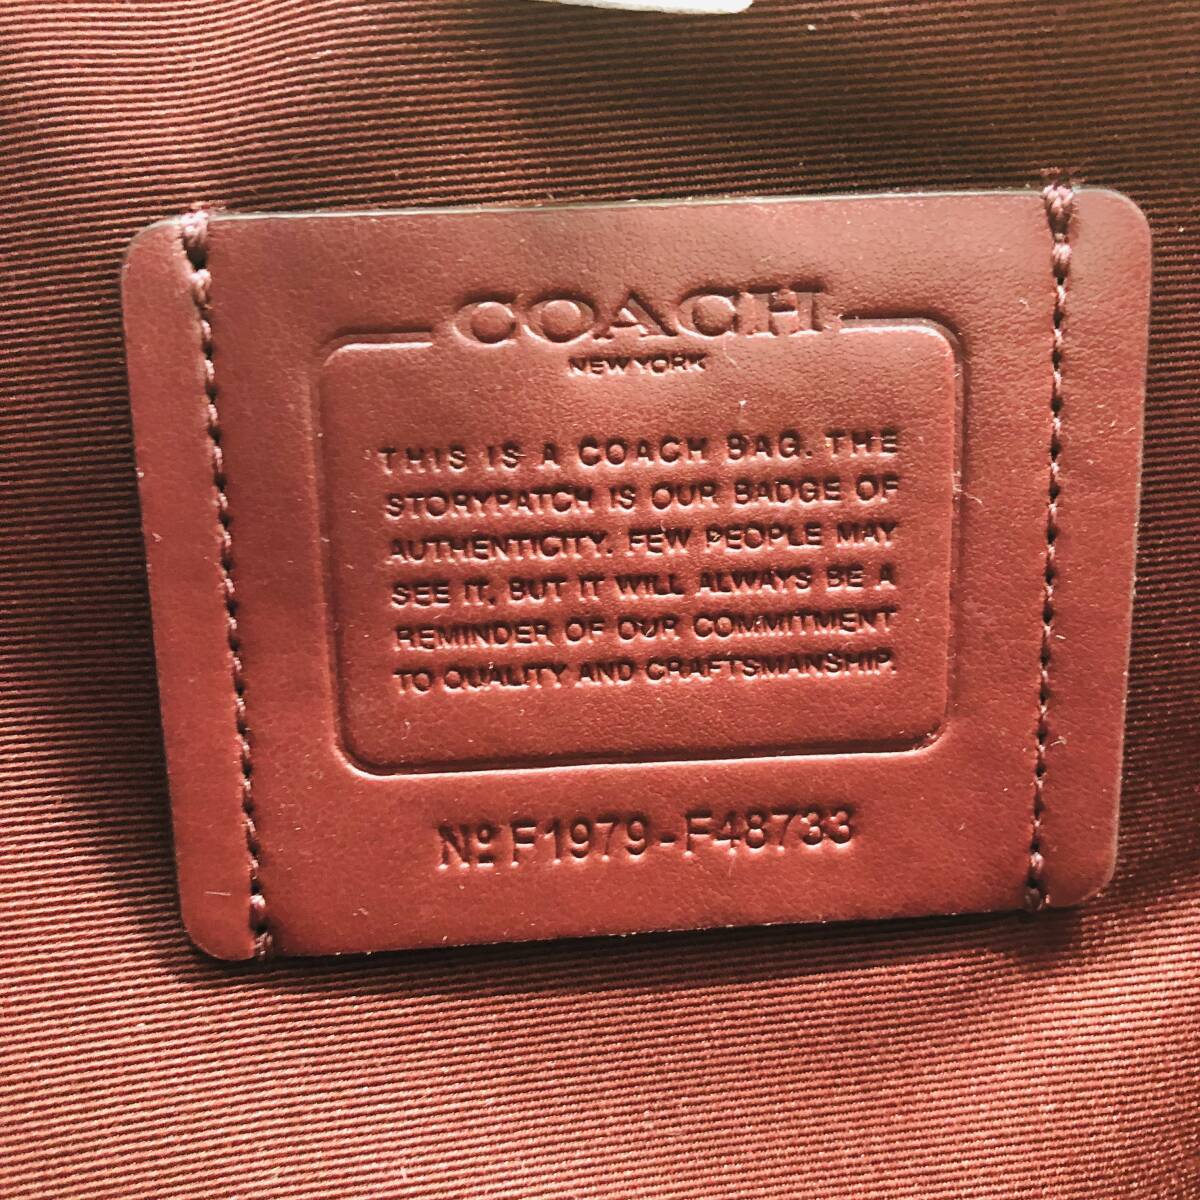 COACH
NEW YORK
THIS IS A COACH BAG. THE
STORYPATCH IS OUR BADGE OF
AUTHENTICITY. FEW PEOPLE MAY
SEE IT, BUT IT WILL ALWAYS BE A
REMINDER OF OUR COMMITMENT
TO QUALITY AND CRAFTSMANSHIP.
Nº F1979-F48733